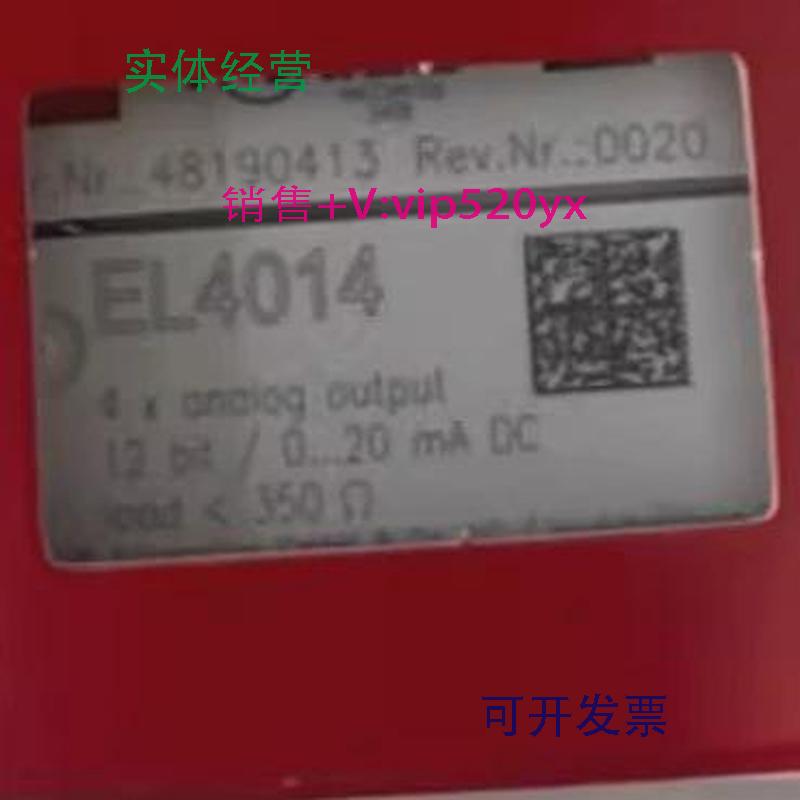 实体经营
.Nr.:48190413 Rev.Nr.:0020
销售+V:vip520yx
EL4014
4 x analog output
12 bit / 0...20 mA DC
load < 350 Ω
可开发票